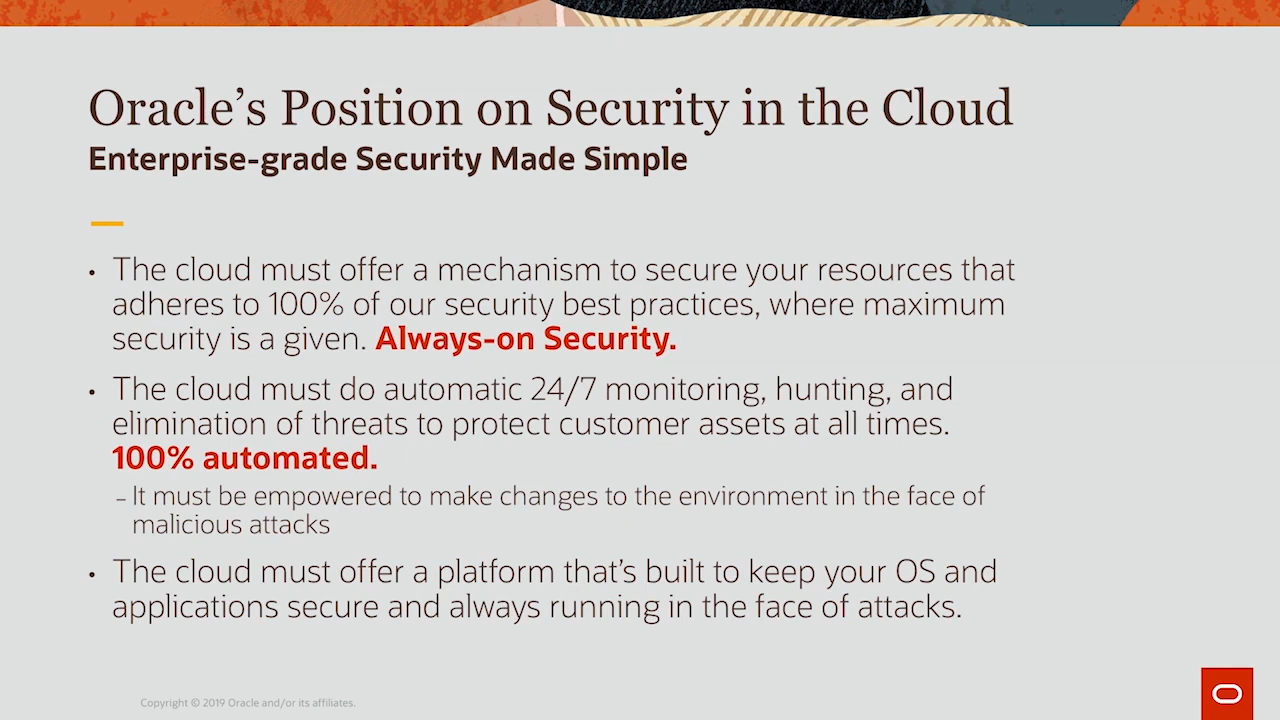 Oracle’s Position on Security in the Cloud
Enterprise-grade Security Made Simple
• The cloud must offer a mechanism to secure your resources that
adheres to 100% of our security best practices, where maximum
security is a given. Always-on Security.
• The cloud must do automatic 24/7 monitoring, hunting, and
elimination of threats to protect customer assets at all times.
100% automated.
– It must be empowered to make changes to the environment in the face of
malicious attacks
• The cloud must offer a platform that’s built to keep your OS and
applications secure and always running in the face of attacks.
Copyright © 2019 Oracle and/or its affiliates.